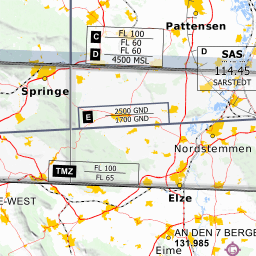 Pattensen
C
FL 100
FL 60
D
FL 60
4500 MSL
D
SAS
114.45
SARSTEDT
Springe
E
2500 GND
1700 GND
Nordstemmen
TMZ
FL 100
FL 65
E-WEST
Elze
AN DEN 7 BERGE
131.985
Eime